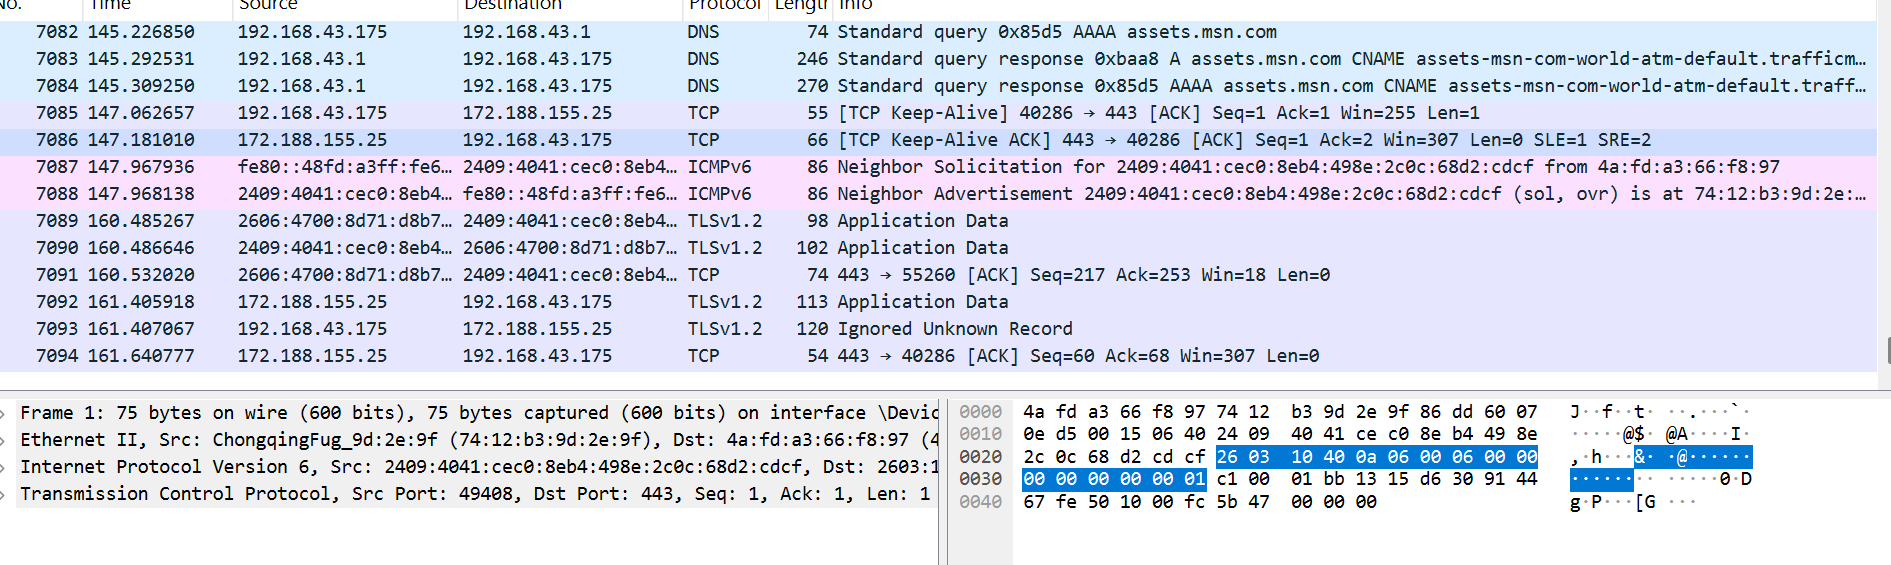 No. Time Source Destination Protocol Length Info
7082 145.226850 192.168.43.175 192.168.43.1 DNS 74 Standard query 0x85d5 AAAA assets.msn.com
7083 145.292531 192.168.43.1 192.168.43.175 DNS 246 Standard query response 0xbaa8 A assets.msn.com CNAME assets-msn-com-world-atm-default.trafficm…
7084 145.309250 192.168.43.1 192.168.43.175 DNS 270 Standard query response 0x85d5 AAAA assets.msn.com CNAME assets-msn-com-world-atm-default.traff…
7085 147.062657 192.168.43.175 172.188.155.25 TCP 55 [TCP Keep-Alive] 40286 → 443 [ACK] Seq=1 Ack=1 Win=255 Len=1
7086 147.181010 172.188.155.25 192.168.43.175 TCP 66 [TCP Keep-Alive ACK] 443 → 40286 [ACK] Seq=1 Ack=2 Win=307 Len=0 SLE=1 SRE=2
7087 147.967936 fe80::48fd:a3ff:fe6… 2409:4041:cec0:8eb4… ICMPv6 86 Neighbor Solicitation for 2409:4041:cec0:8eb4:498e:2c0c:68d2:cdcf from 4a:fd:a3:66:f8:97
7088 147.968138 2409:4041:cec0:8eb4… fe80::48fd:a3ff:fe6… ICMPv6 86 Neighbor Advertisement 2409:4041:cec0:8eb4:498e:2c0c:68d2:cdcf (sol, ovr) is at 74:12:b3:9d:2e:…
7089 160.485267 2606:4700:8d71:d8b7… 2409:4041:cec0:8eb4… TLSv1.2 98 Application Data
7090 160.486646 2409:4041:cec0:8eb4… 2606:4700:8d71:d8b7… TLSv1.2 102 Application Data
7091 160.532020 2606:4700:8d71:d8b7… 2409:4041:cec0:8eb4… TCP 74 443 → 55260 [ACK] Seq=217 Ack=253 Win=18 Len=0
7092 161.405918 172.188.155.25 192.168.43.175 TLSv1.2 113 Application Data
7093 161.407067 192.168.43.175 172.188.155.25 TLSv1.2 120 Ignored Unknown Record
7094 161.640777 172.188.155.25 192.168.43.175 TCP 54 443 → 40286 [ACK] Seq=60 Ack=68 Win=307 Len=0
Frame 1: 75 bytes on wire (600 bits), 75 bytes captured (600 bits) on interface \Devic
Ethernet II, Src: ChongqingFug_9d:2e:9f (74:12:b3:9d:2e:9f), Dst: 4a:fd:a3:66:f8:97 (4
Internet Protocol Version 6, Src: 2409:4041:cec0:8eb4:498e:2c0c:68d2:cdcf, Dst: 2603:1
Transmission Control Protocol, Src Port: 49408, Dst Port: 443, Seq: 1, Ack: 1, Len: 1
0000 4a fd a3 66 f8 97 74 12 b3 9d 2e 9f 86 dd 60 07 J··f··t· ··.···`·
0010 0e d5 00 15 06 40 24 09 40 41 ce c0 8e b4 49 8e ·····@$· @A····I·
0020 2c 0c 68 d2 cd cf 26 03 10 40 0a 06 00 06 00 00 ,·h···&· ·@······
0030 00 00 00 00 00 01 c1 00 01 bb 13 15 d6 30 91 44 ········ ·····0·D
0040 67 fe 50 10 00 fc 5b 47 00 00 00 g·P···[G ···